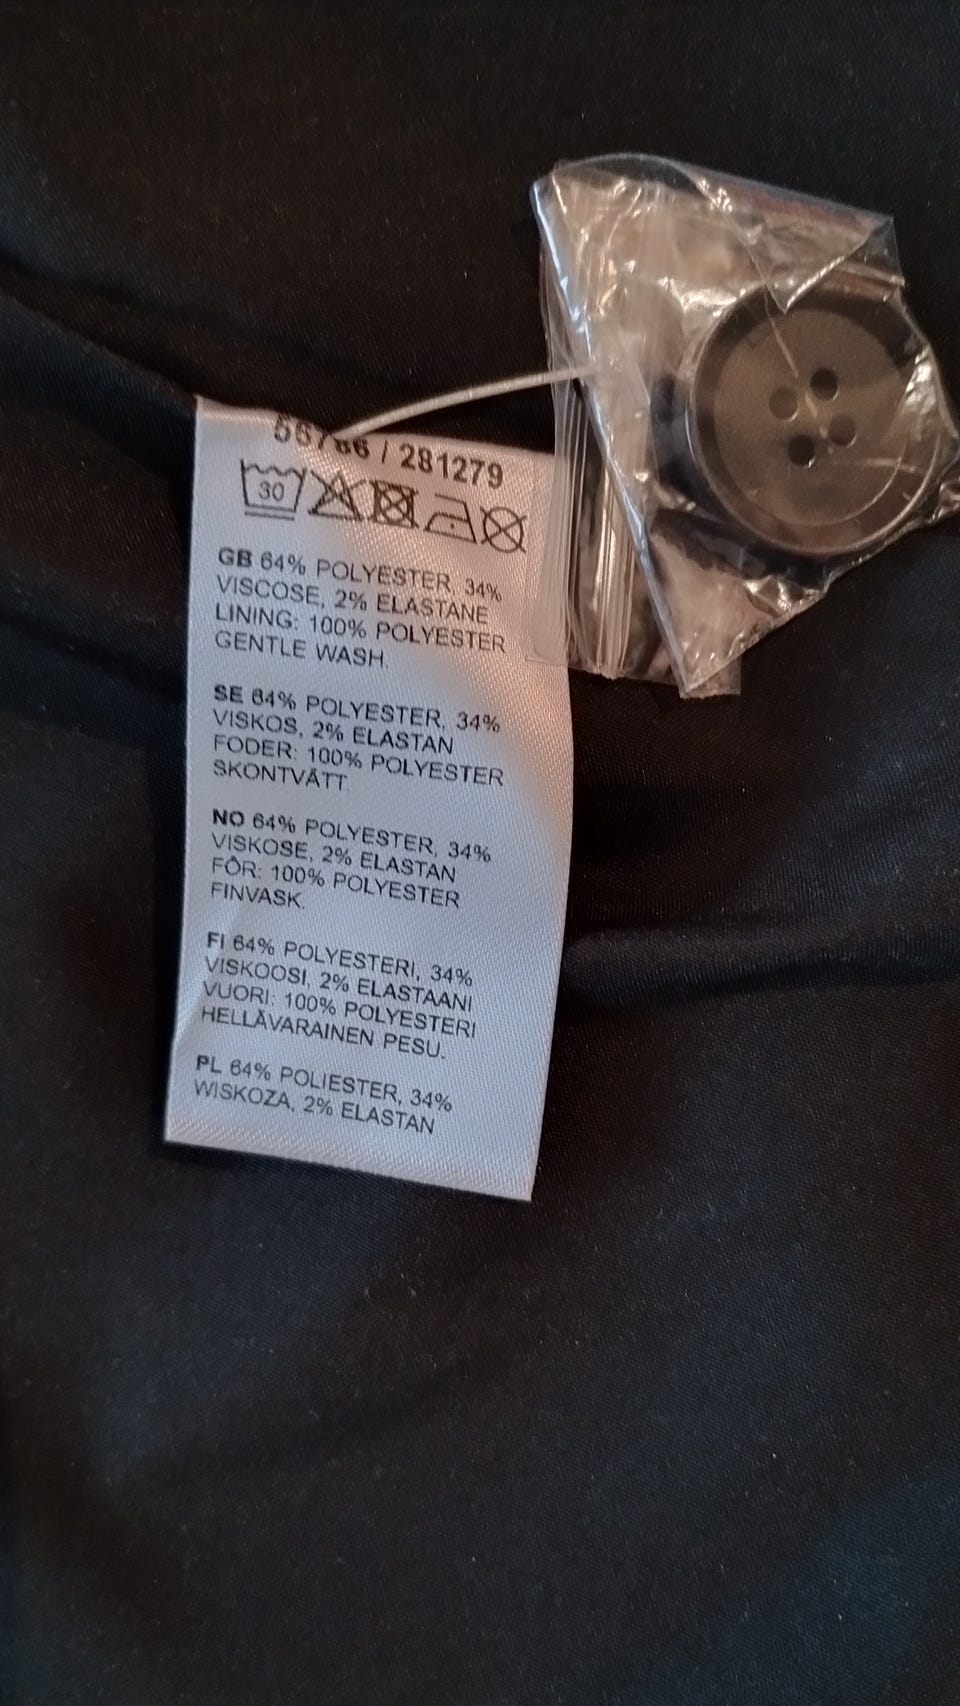 56786 / 281279
30
GB 64% POLYESTER, 34%
VISCOSE, 2% ELASTANE
LINING: 100% POLYESTER
GENTLE WASH.
SE 64% POLYESTER, 34%
VISKOS, 2% ELASTAN
FODER: 100% POLYESTER
SKONTVÄTT.
NO 64% POLYESTER, 34%
VISKOSE, 2% ELASTAN
FÔR: 100% POLYESTER
FINVASK.
FI 64% POLYESTERI, 34%
VISKOOSI, 2% ELASTAANI
VUORI: 100% POLYESTERI
HELLÄVARAINEN PESU.
PL 64% POLIESTER, 34%
WISKOZA, 2% ELASTAN